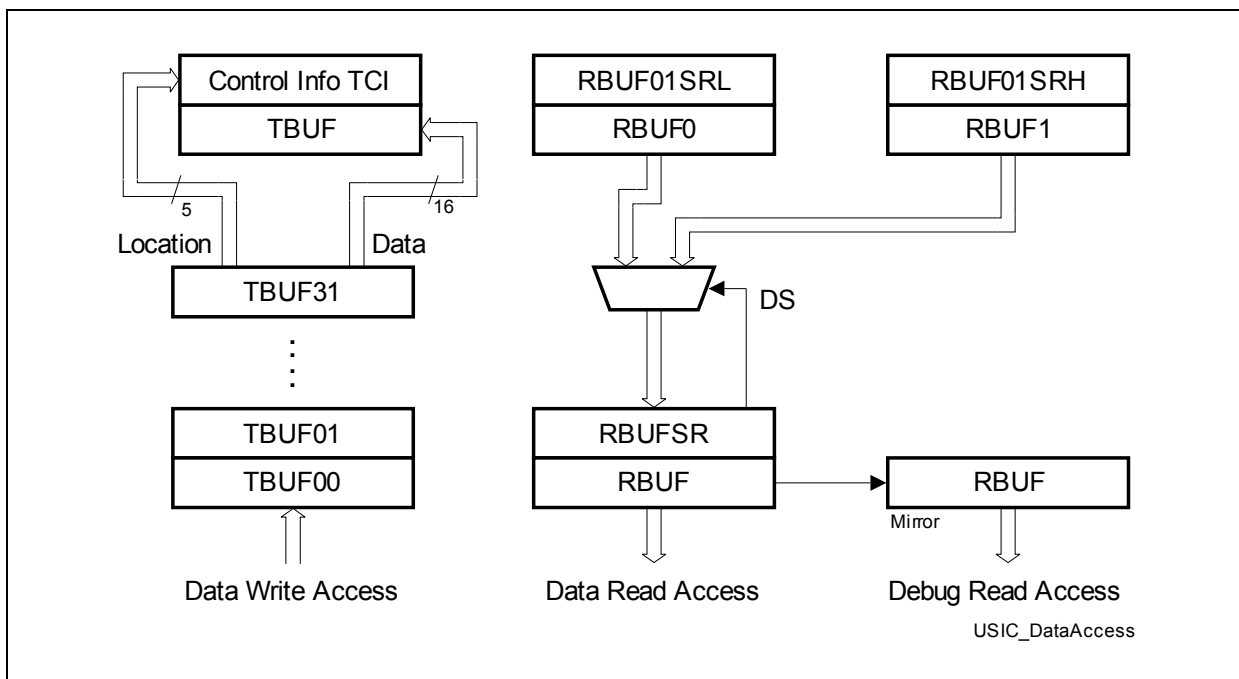 Control Info TCI
TBUF
5
16
Location
Data
TBUF31
TBUF01
TBUF00
Data Write Access
RBUF01SRL
RBUF0
RBUF01SRH
RBUF1
DS
RBUFSR
RBUF
Data Read Access
RBUF
Mirror
Debug Read Access
USIC_DataAccess